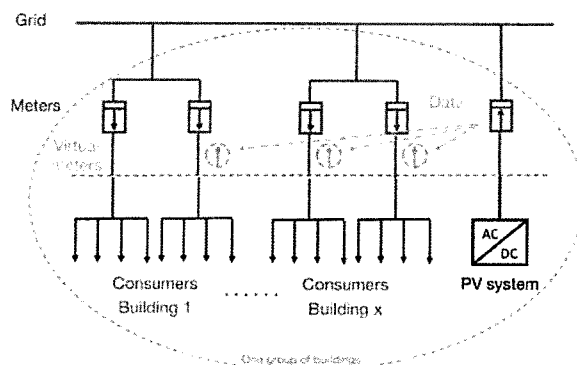 Grid
Meters
Data
Virtual
meters
AC
DC
Consumers
Building 1
Consumers
Building x
PV system
One group of buildings